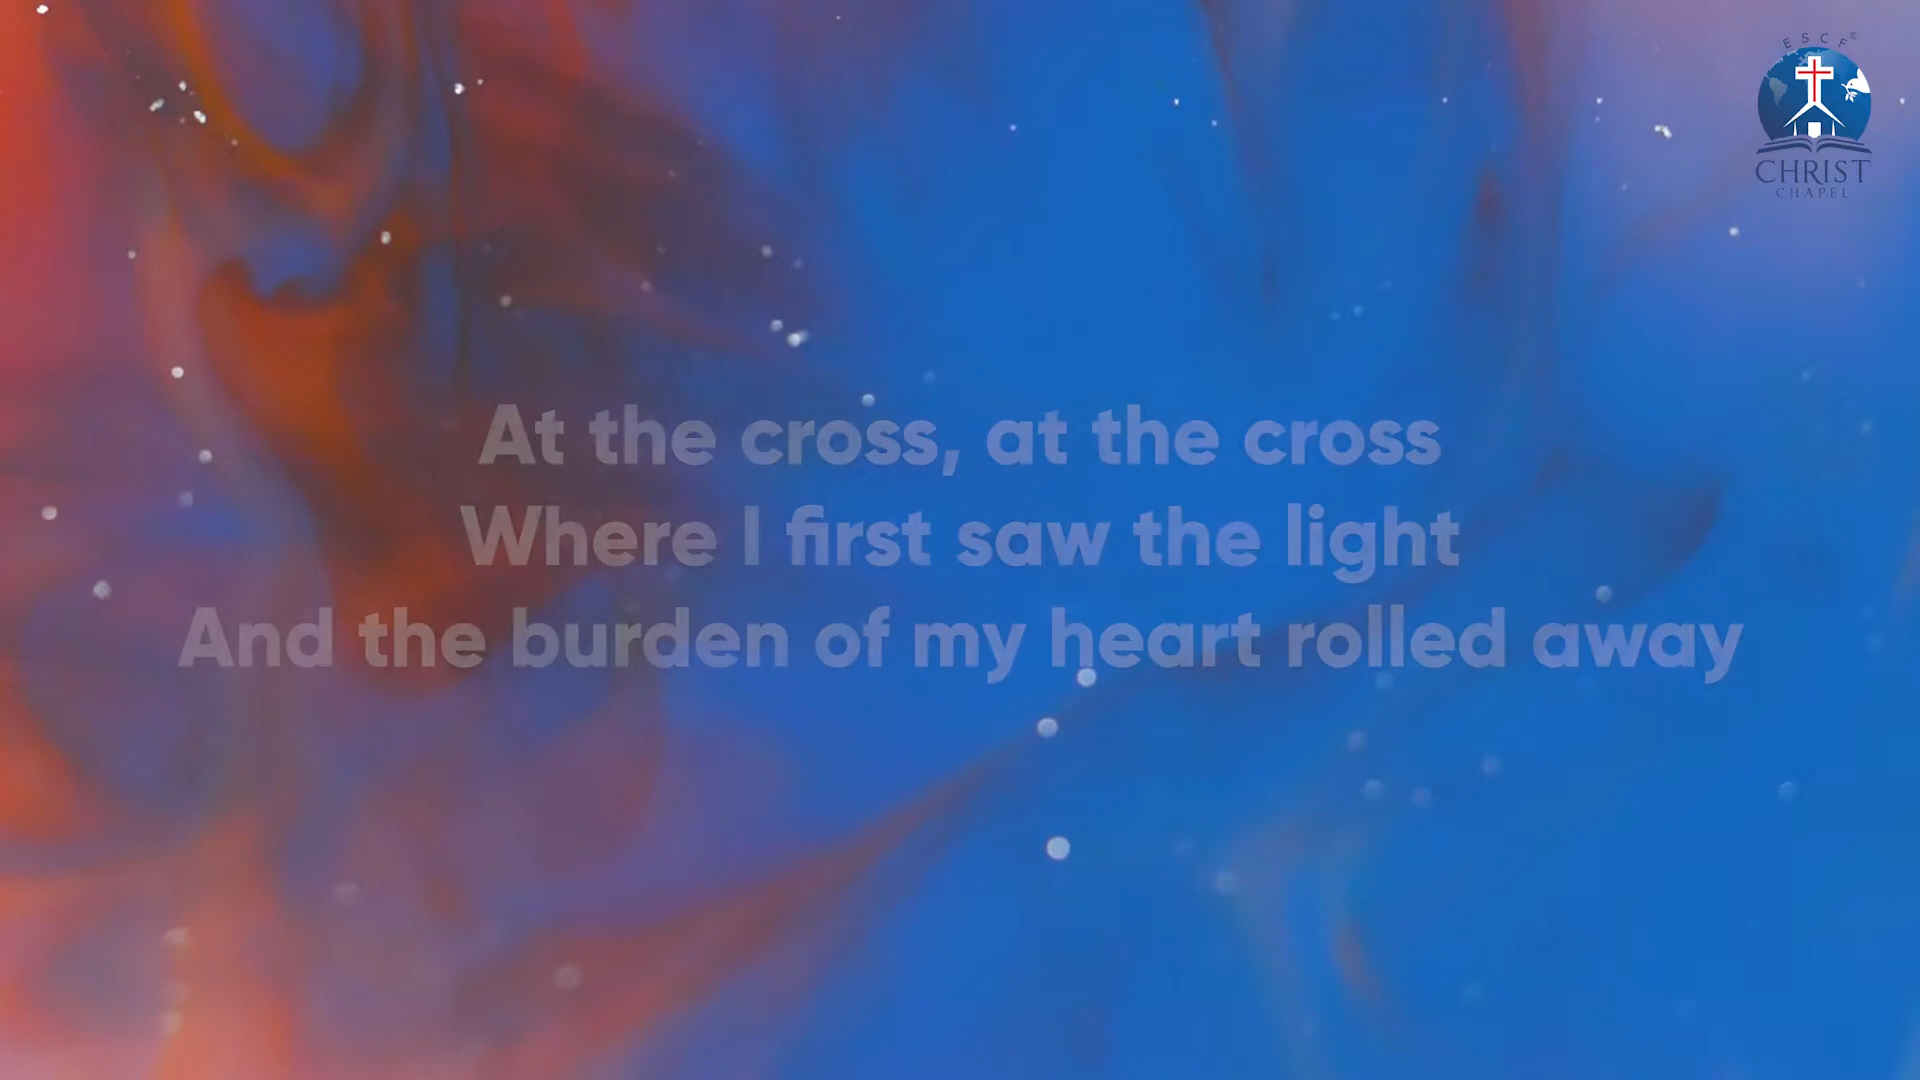 ESCF©
CHRIST
CHAPEL
At the cross, at the cross
Where I first saw the light
And the burden of my heart rolled away